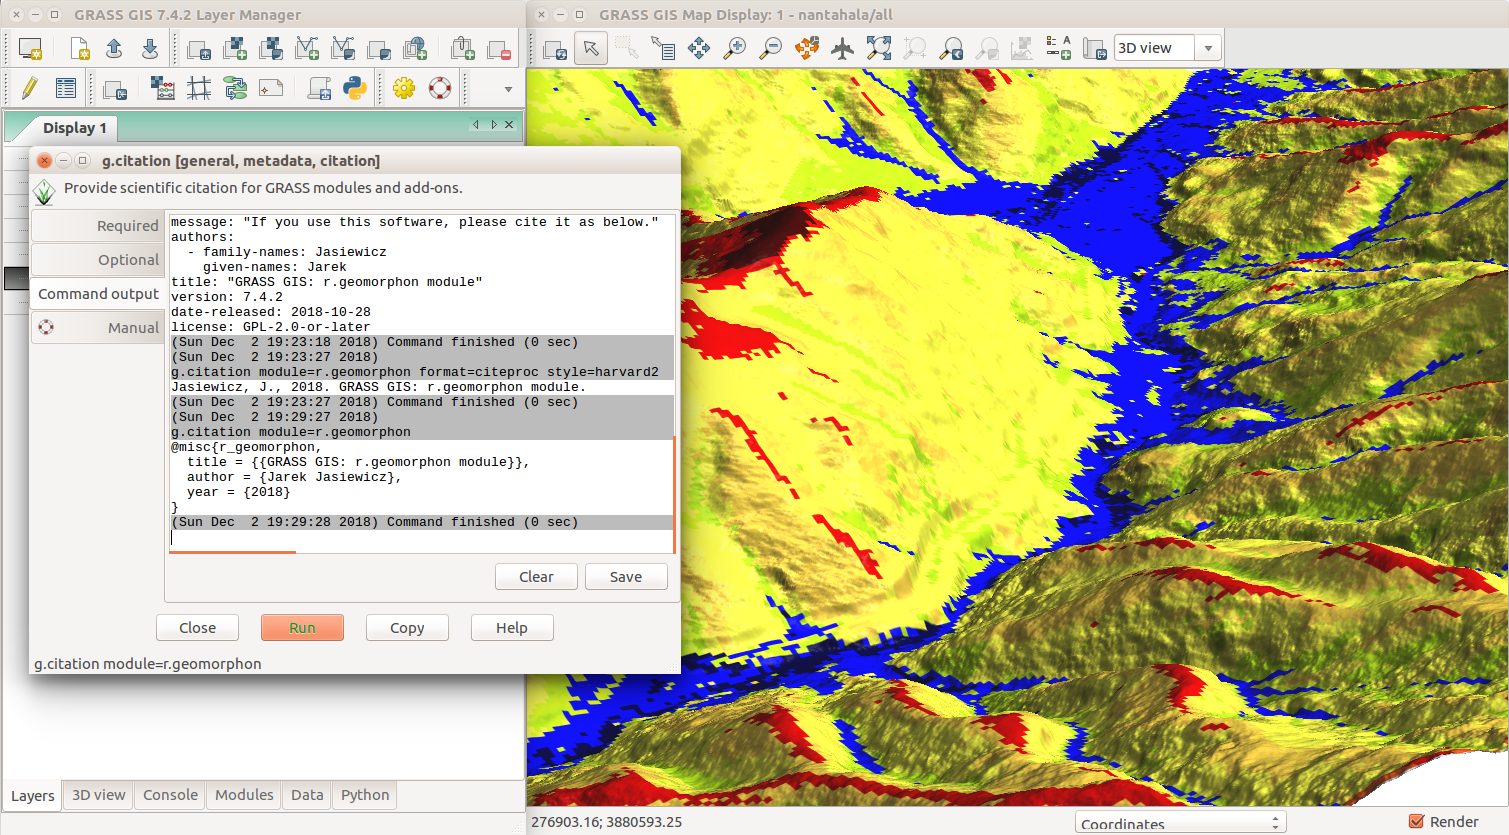 GRASS GIS 7.4.2 Layer Manager
GRASS GIS Map Display: 1 - nantahala/all
3D view
Display 1
g.citation [general, metadata, citation]
Provide scientific citation for GRASS modules and add-ons.
Required
Optional
Command output
Manual
message: "If you use this software, please cite it as below."
authors:
  - family-names: Jasiewicz
    given-names: Jarek
title: "GRASS GIS: r.geomorphon module"
version: 7.4.2
date-released: 2018-10-28
license: GPL-2.0-or-later
(Sun Dec  2 19:23:18 2018) Command finished (0 sec)
(Sun Dec  2 19:23:27 2018)
g.citation module=r.geomorphon format=citeproc style=harvard2
Jasiewicz, J., 2018. GRASS GIS: r.geomorphon module.
(Sun Dec  2 19:23:27 2018) Command finished (0 sec)
(Sun Dec  2 19:29:27 2018)
g.citation module=r.geomorphon
@misc{r_geomorphon,
  title = {{GRASS GIS: r.geomorphon module}},
  author = {Jarek Jasiewicz},
  year = {2018}
}
(Sun Dec  2 19:29:28 2018) Command finished (0 sec)
Clear Save
Close Run Copy Help
g.citation module=r.geomorphon
Layers 3D view Console Modules Data Python
276903.16; 3880593.25
Coordinates
Render